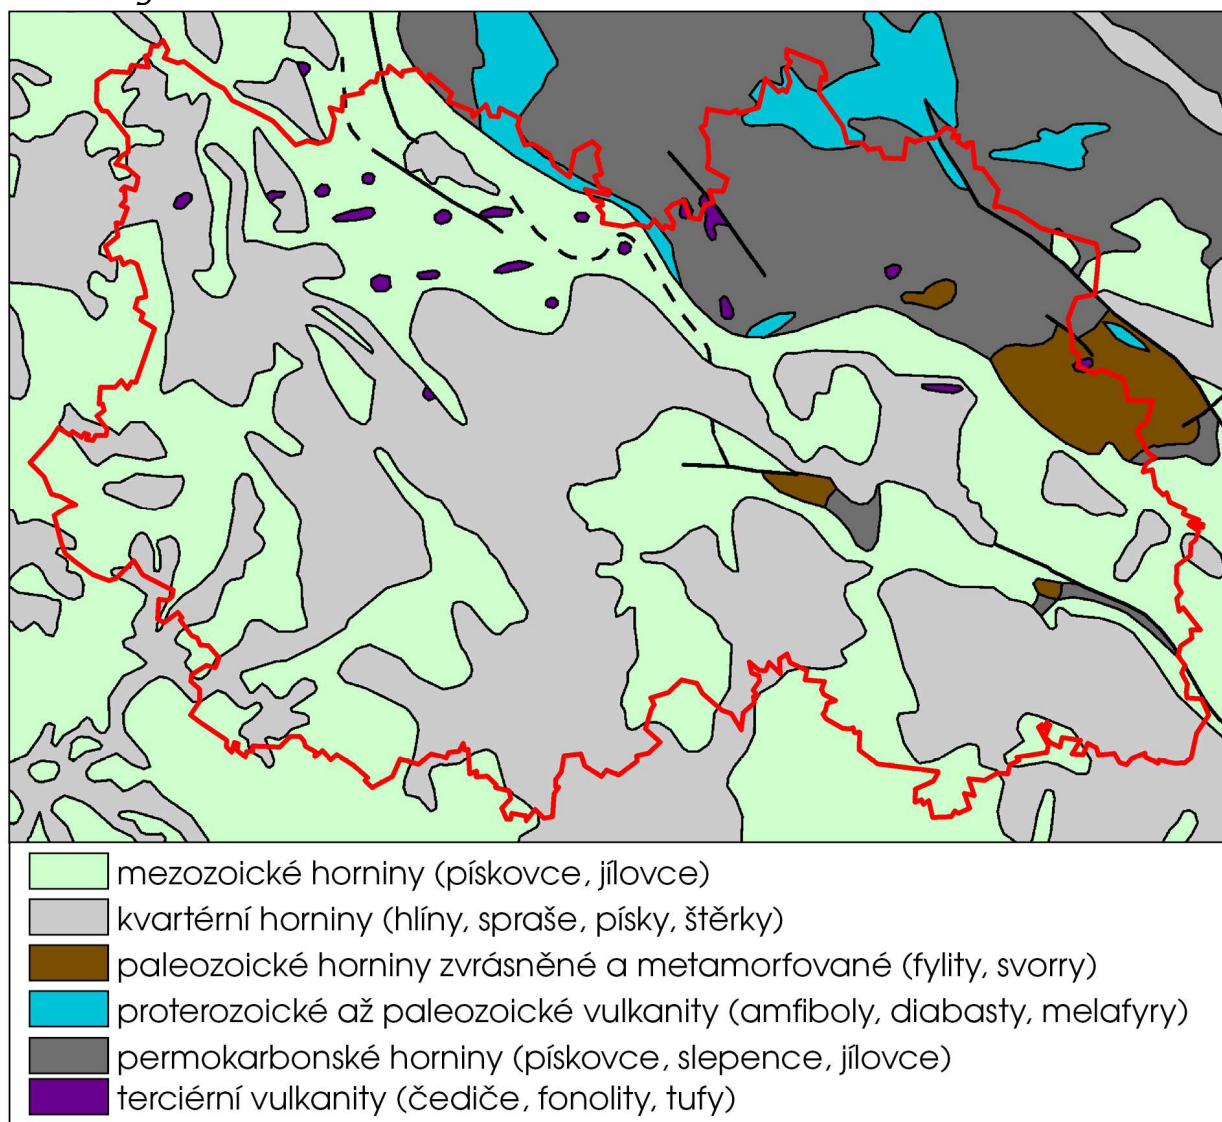 mezozoické horniny (pískovce, jílovce)
kvartérní horniny (hlíny, spraše, písky, štěrky)
paleozoické horniny zvrásněné a metamorfované (fylity, svorry)
proterozoické až paleozoické vulkanity (amfiboly, diabasty, melafyry)
permokarbonské horniny (pískovce, slepence, jílovce)
terciérní vulkanity (čediče, fonolity, tufy)